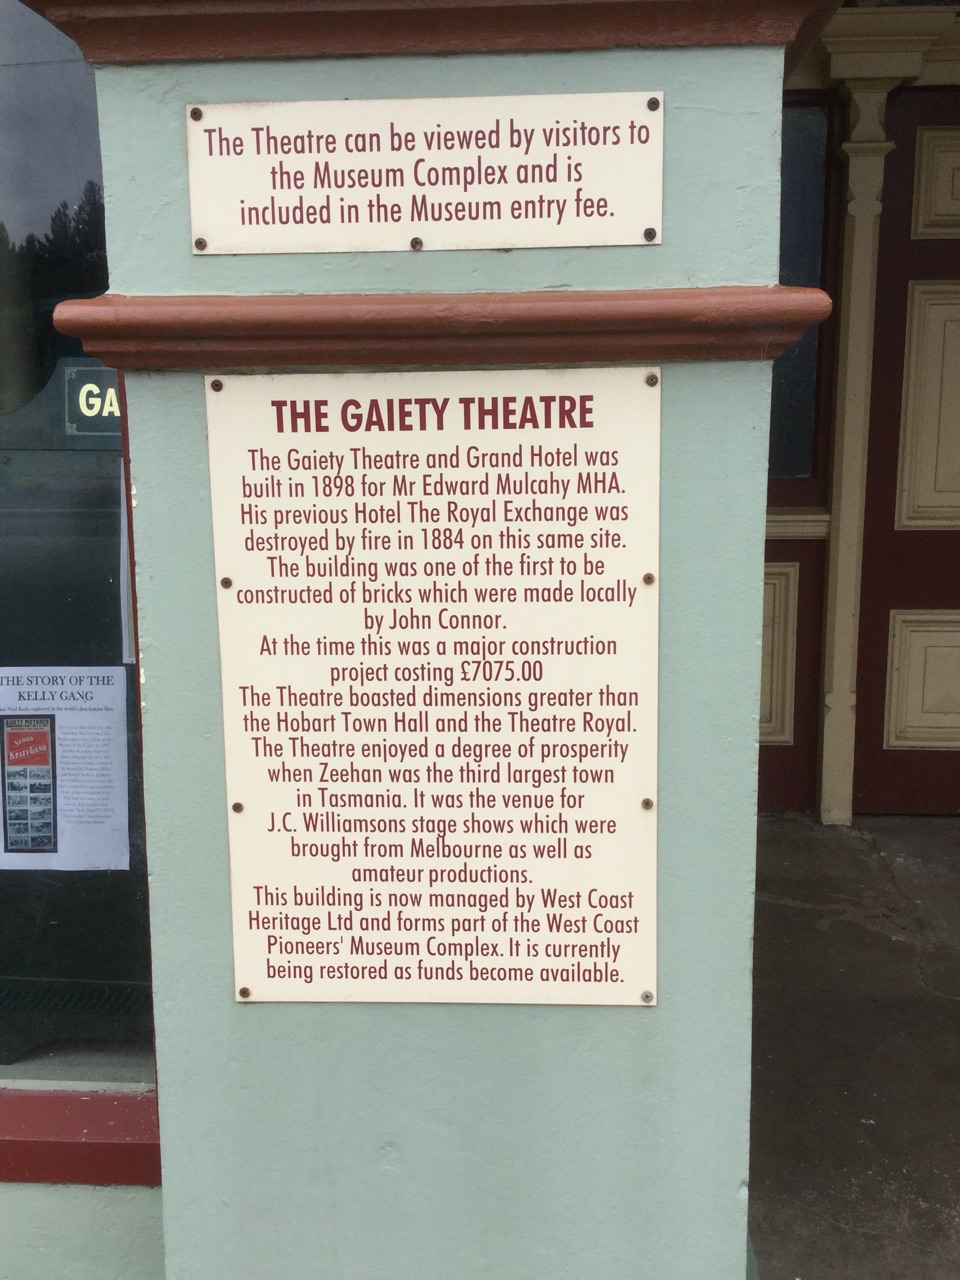 The Theatre can be viewed by visitors to
the Museum Complex and is
included in the Museum entry fee.
THE GAIETY THEATRE
The Gaiety Theatre and Grand Hotel was
built in 1898 for Mr Edward Mulcahy MHA.
His previous Hotel The Royal Exchange was
destroyed by fire in 1884 on this same site.
The building was one of the first to be
constructed of bricks which were made locally
by John Connor.
At the time this was a major construction
project costing £7075.00
The Theatre boasted dimensions greater than
the Hobart Town Hall and the Theatre Royal.
The Theatre enjoyed a degree of prosperity
when Zeehan was the third largest town
in Tasmania. It was the venue for
J.C. Williamsons stage shows which were
brought from Melbourne as well as
amateur productions.
This building is now managed by West Coast
Heritage Ltd and forms part of the West Coast
Pioneers' Museum Complex. It is currently
being restored as funds become available.
GA
THE STORY OF THE
KELLY GANG
GAIETY PICTURES
STORY
KELLY GANG